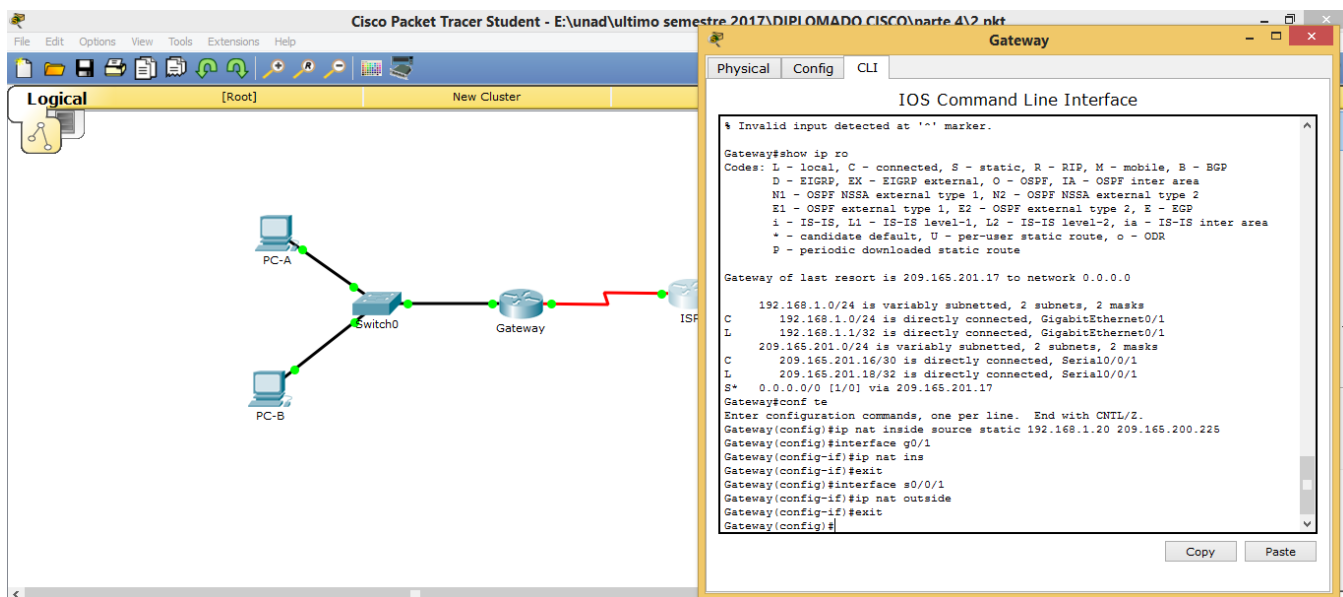 Cisco Packet Tracer Student - E:\unad\ultimo semestre 2017\DIPLOMADO CISCO\parte 4\2.pkt
File Edit Options View Tools Extensions Help
Logical [Root] New Cluster
PC-A
Switch0
Gateway
ISP
PC-B
Gateway
Physical Config CLI
IOS Command Line Interface
% Invalid input detected at '^' marker.
Gateway#show ip ro
Codes: L - local, C - connected, S - static, R - RIP, M - mobile, B - BGP
D - EIGRP, EX - EIGRP external, O - OSPF, IA - OSPF inter area
N1 - OSPF NSSA external type 1, N2 - OSPF NSSA external type 2
E1 - OSPF external type 1, E2 - OSPF external type 2, E - EGP
i - IS-IS, L1 - IS-IS level-1, L2 - IS-IS level-2, ia - IS-IS inter area
* - candidate default, U - per-user static route, o - ODR
P - periodic downloaded static route
Gateway of last resort is 209.165.201.17 to network 0.0.0.0
192.168.1.0/24 is variably subnetted, 2 subnets, 2 masks
C 192.168.1.0/24 is directly connected, GigabitEthernet0/1
L 192.168.1.1/32 is directly connected, GigabitEthernet0/1
209.165.201.0/24 is variably subnetted, 2 subnets, 2 masks
C 209.165.201.16/30 is directly connected, Serial0/0/1
L 209.165.201.18/32 is directly connected, Serial0/0/1
S* 0.0.0.0/0 [1/0] via 209.165.201.17
Gateway#conf te
Enter configuration commands, one per line. End with CNTL/Z.
Gateway(config)#ip nat inside source static 192.168.1.20 209.165.200.225
Gateway(config)#interface g0/1
Gateway(config-if)#ip nat ins
Gateway(config-if)#exit
Gateway(config)#interface s0/0/1
Gateway(config-if)#ip nat outside
Gateway(config-if)#exit
Gateway(config)#
Copy Paste